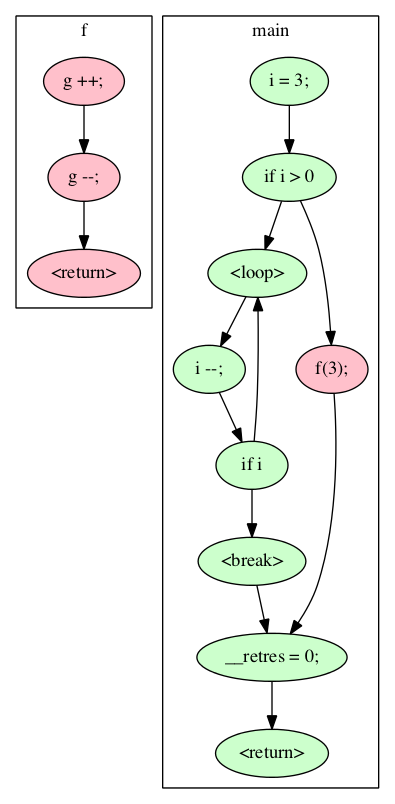 f
g ++;
g --;
<return>
main
i = 3;
if i > 0
<loop>
i --;
f(3);
if i
<break>
__retres = 0;
<return>